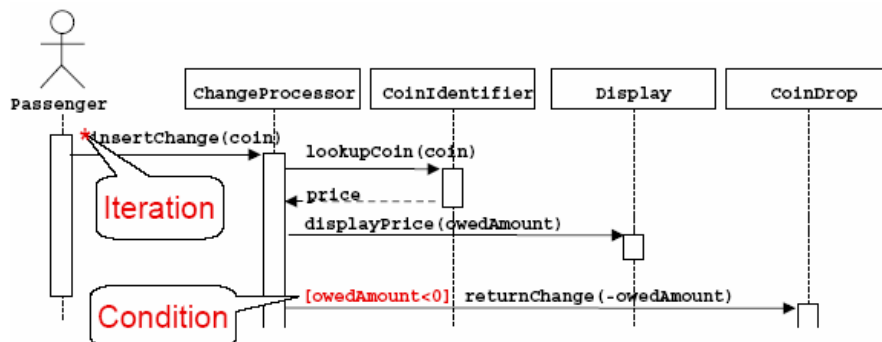 Passenger
ChangeProcessor
CoinIdentifier
Display
CoinDrop
*insertChange(coin)
lookupCoin(coin)
price
Iteration
displayPrice(owedAmount)
[owedAmount<0] returnChange(-owedAmount)
Condition